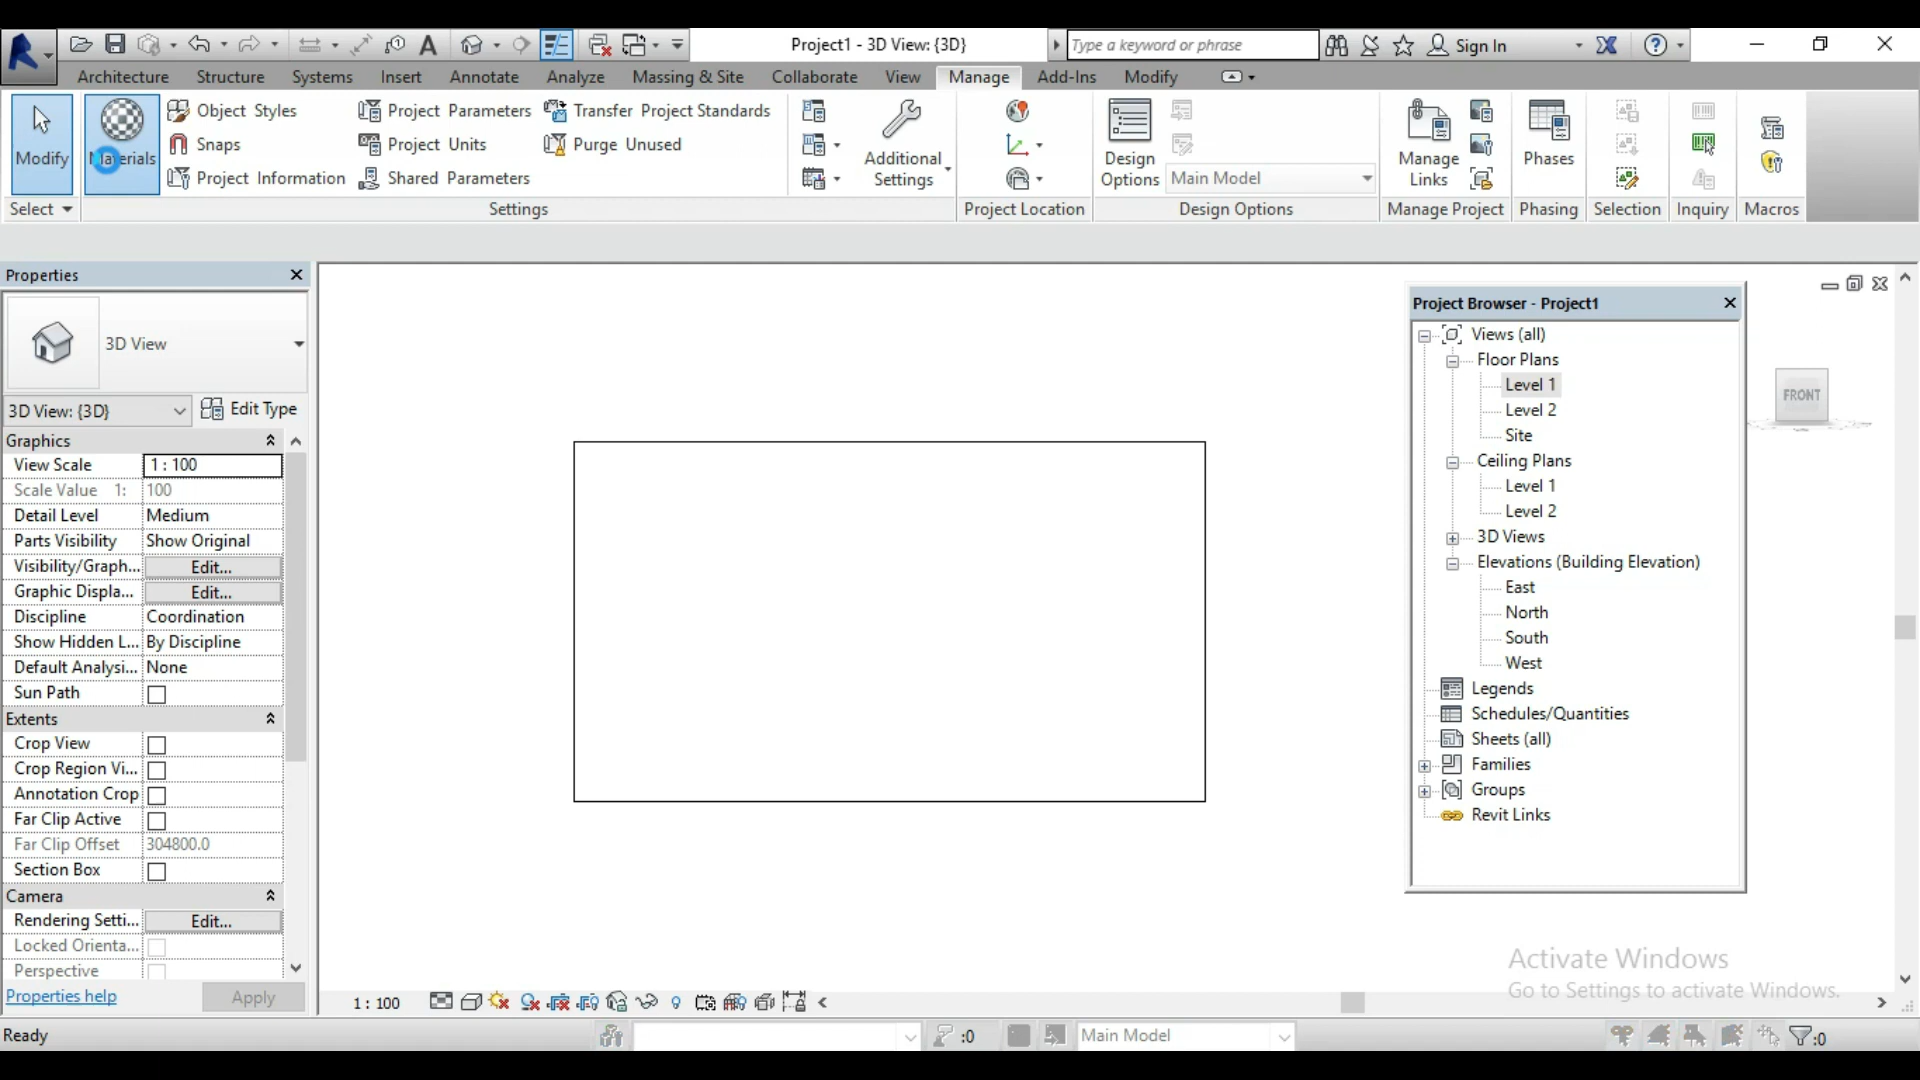 Project1 - 3D View: {3D}
Type a keyword or phrase
Sign In
Architecture Structure Systems Insert Annotate Analyze Massing & Site Collaborate View Manage Add-Ins Modify
Modify
Materials
Object Styles
Snaps
Project Information
Project Parameters
Project Units
Shared Parameters
Transfer Project Standards
Purge Unused
Additional
Settings
Design
Options
Main Model
Manage
Links
Phases
Select
Settings
Project Location
Design Options
Manage Project
Phasing
Selection
Inquiry
Macros
Properties
3D View
3D View: {3D}
Edit Type
Graphics
View Scale 1 : 100
Scale Value 1: 100
Detail Level Medium
Parts Visibility Show Original
Visibility/Graph... Edit...
Graphic Displa... Edit...
Discipline Coordination
Show Hidden L... By Discipline
Default Analysi... None
Sun Path
Extents
Crop View
Crop Region Vi...
Annotation Crop
Far Clip Active
Far Clip Offset 304800.0
Section Box
Camera
Rendering Setti... Edit...
Locked Orienta...
Perspective
Properties help
Apply
Project Browser - Project1
Views (all)
Floor Plans
Level 1
Level 2
Site
Ceiling Plans
Level 1
Level 2
3D Views
Elevations (Building Elevation)
East
North
South
West
Legends
Schedules/Quantities
Sheets (all)
Families
Groups
Revit Links
FRONT
Activate Windows
Go to Settings to activate Windows.
1 : 100
Ready
:0
Main Model
:0